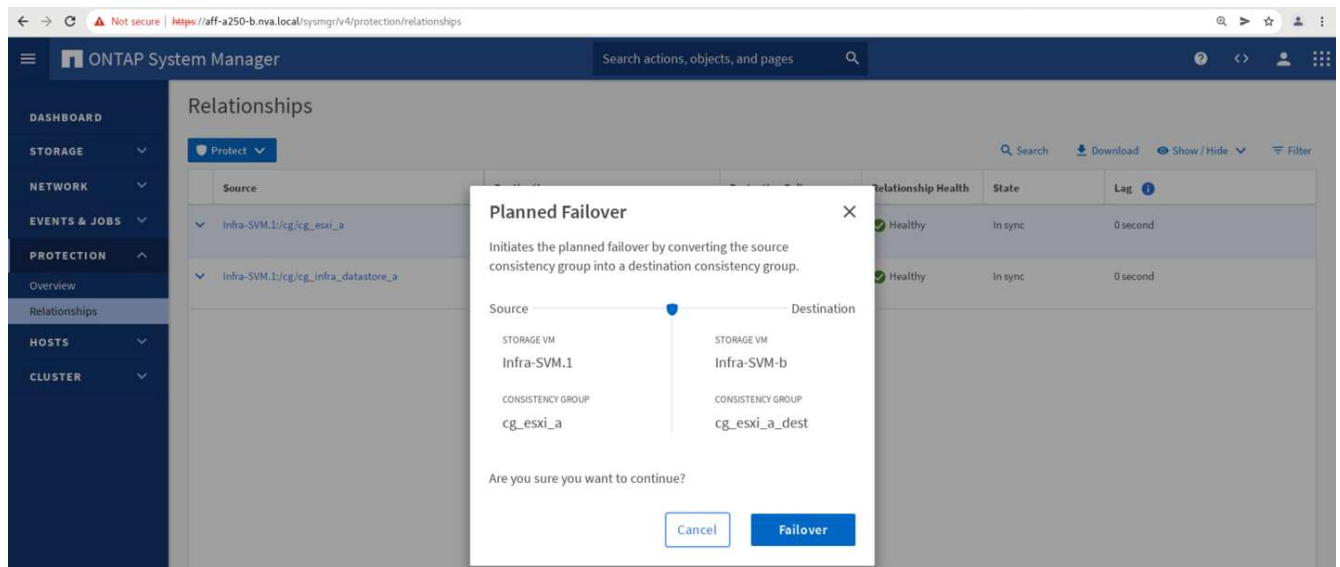 Not secure | https://aff-a250-b.nva.local/sysmgr/v4/protection/relationships
ONTAP System Manager
Search actions, objects, and pages
DASHBOARD
STORAGE
NETWORK
EVENTS & JOBS
PROTECTION
Overview
Relationships
HOSTS
CLUSTER
Relationships
Protect
Search
Download
Show / Hide
Filter
Source
Relationship Health
State
Lag
Infra-SVM.1:/cg/cg_esxi_a
Healthy
In sync
0 second
Infra-SVM.1:/cg/cg_infra_datastore_a
Healthy
In sync
0 second
Planned Failover
Initiates the planned failover by converting the source
consistency group into a destination consistency group.
Source
Destination
STORAGE VM
Infra-SVM.1
STORAGE VM
Infra-SVM-b
CONSISTENCY GROUP
cg_esxi_a
CONSISTENCY GROUP
cg_esxi_a_dest
Are you sure you want to continue?
Cancel
Failover